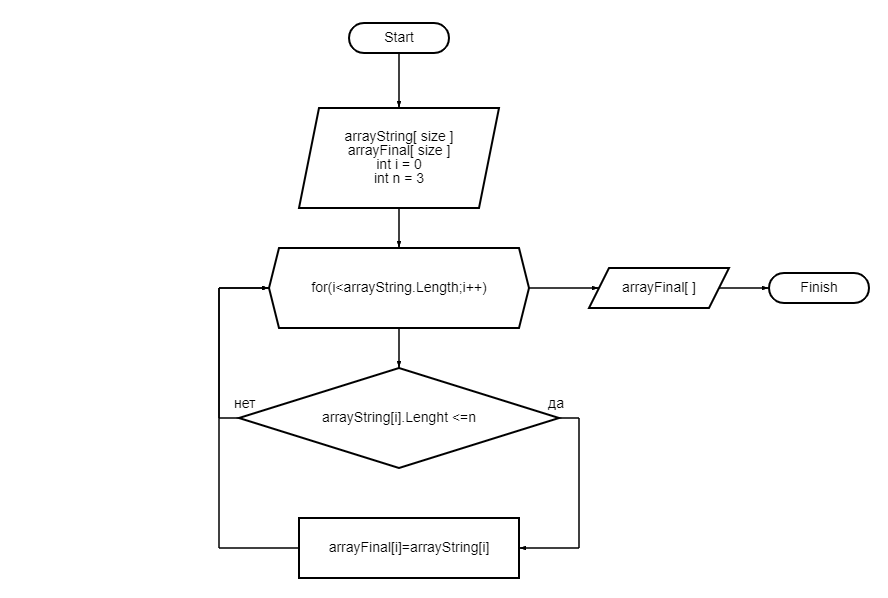 Start
arrayString[ size ]
arrayFinal[ size ]
int i = 0
int n = 3
for(i<arrayString.Length;i++)
arrayFinal[ ]
Finish
нет
да
arrayString[i].Lenght <=n
arrayFinal[i]=arrayString[i]